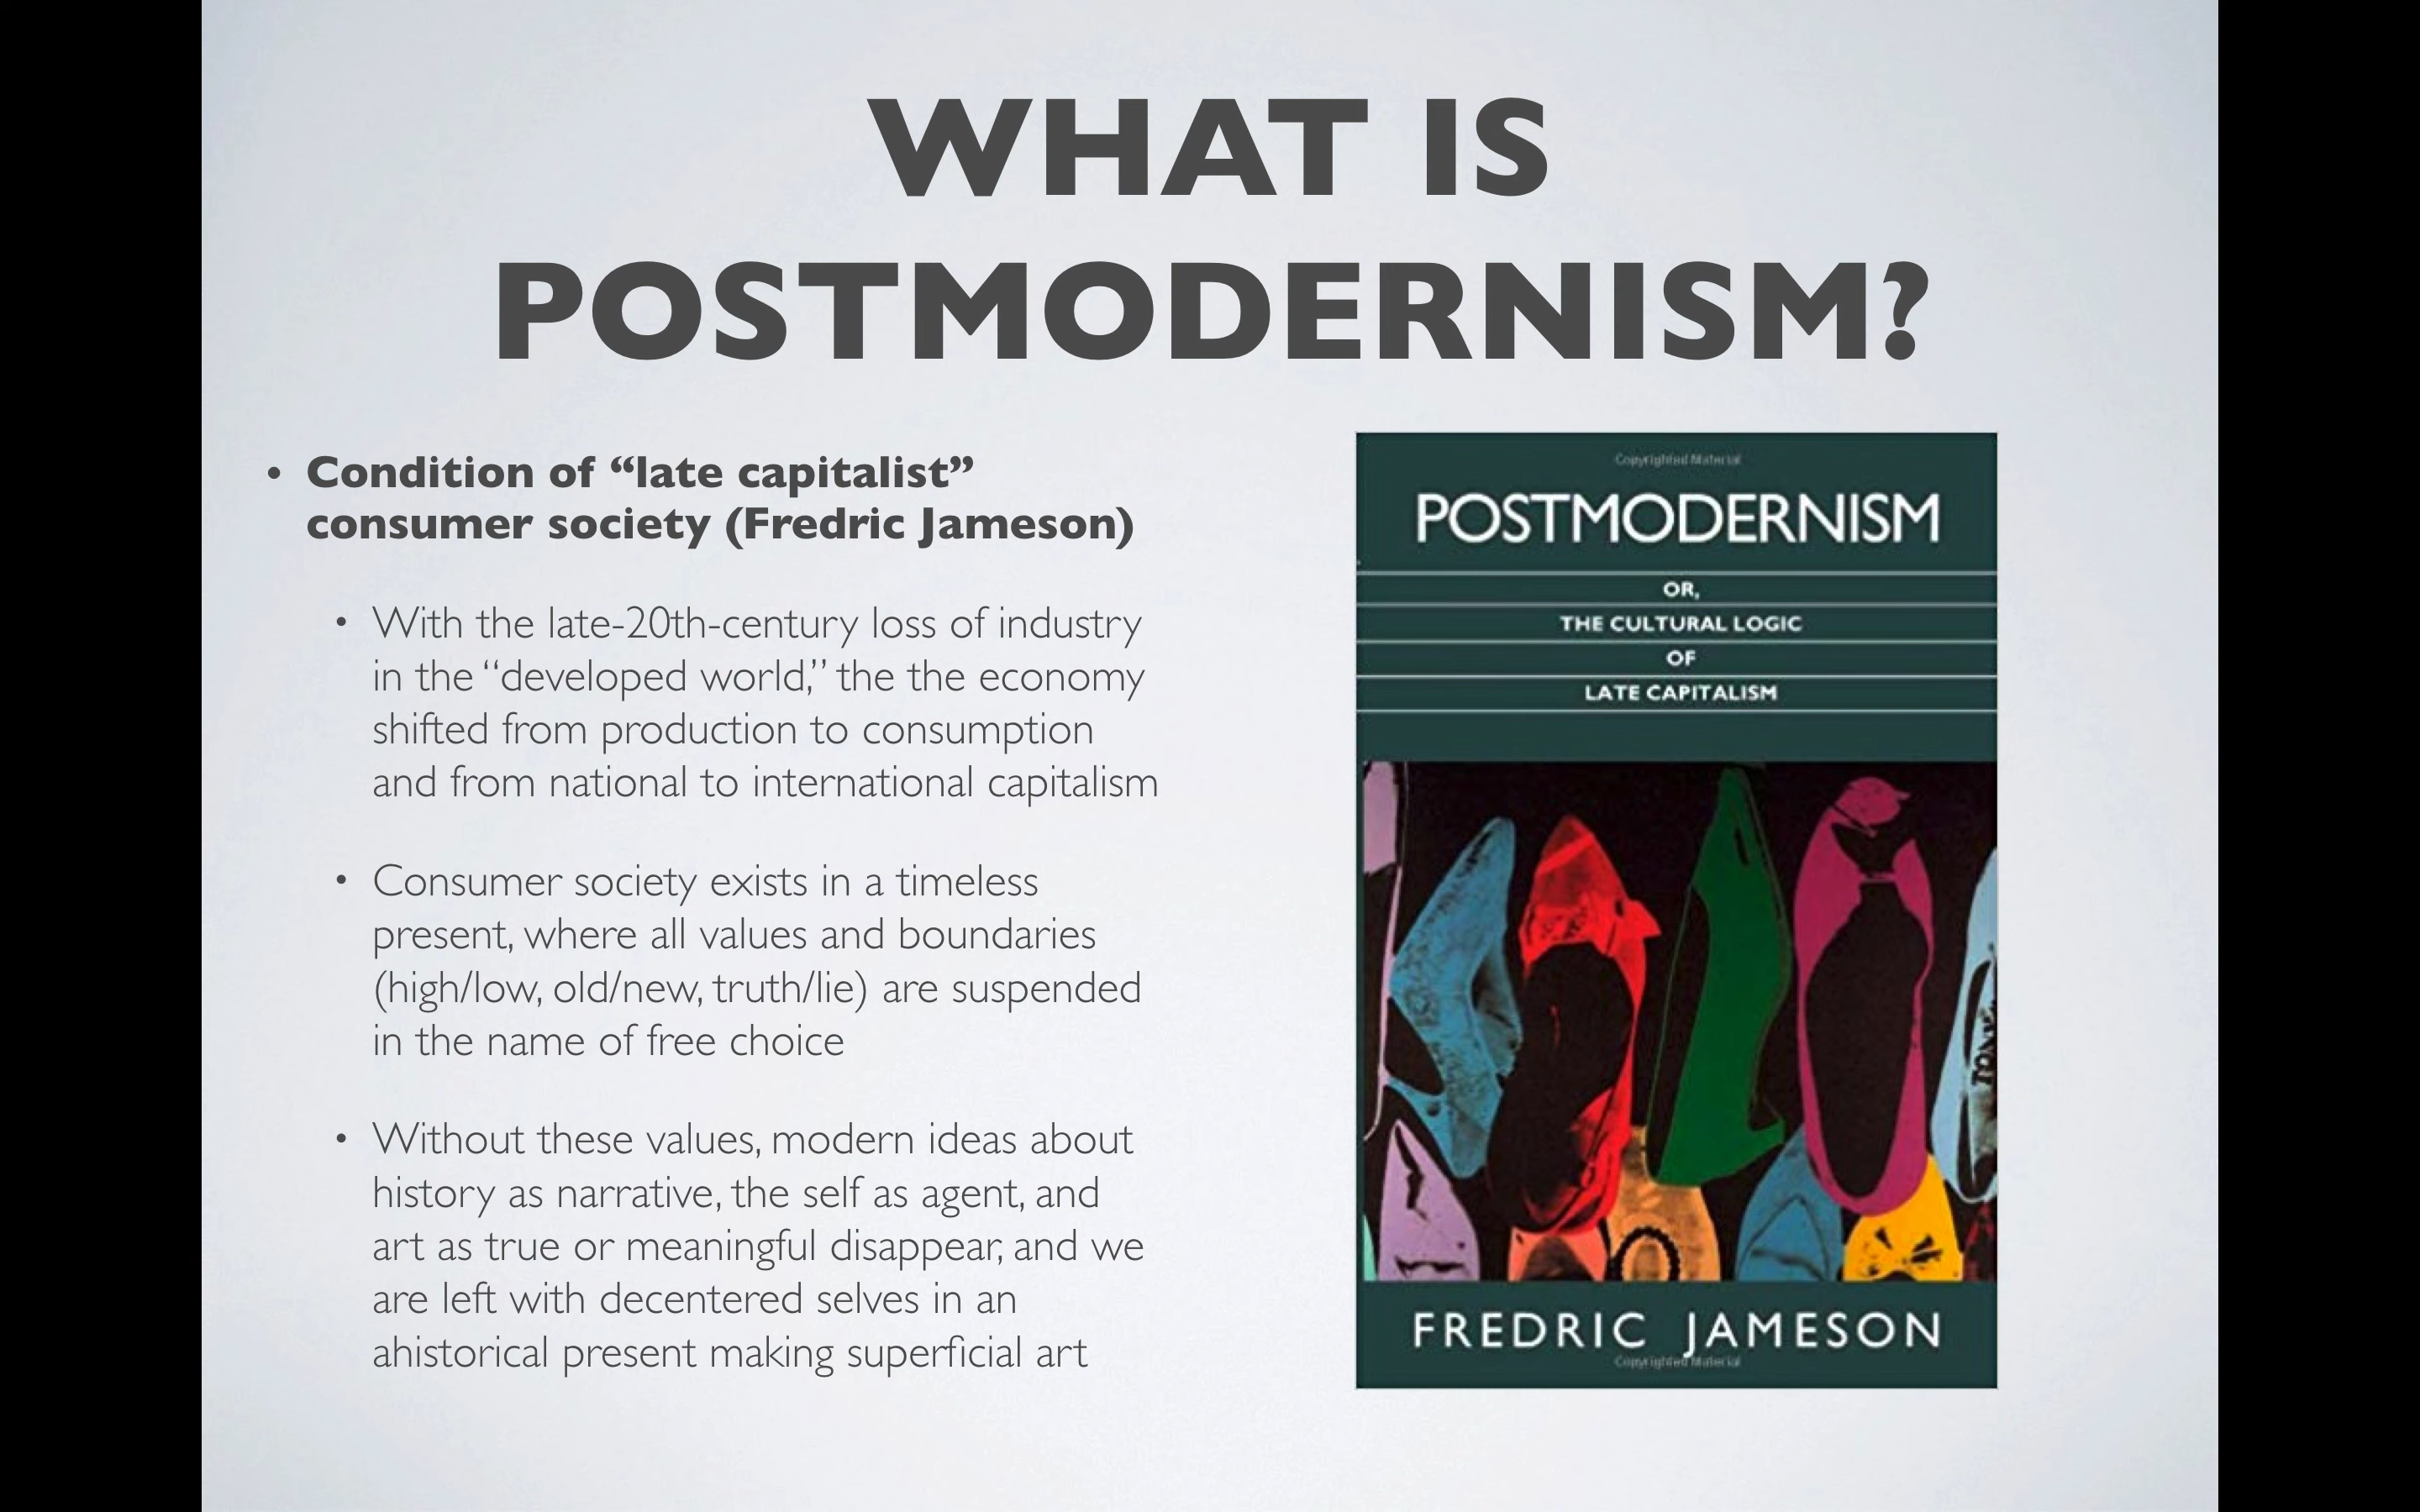 WHAT IS
POSTMODERNISM?
• Condition of “late capitalist”
consumer society (Fredric Jameson)
• With the late-20th-century loss of industry
in the “developed world,” the the economy
shifted from production to consumption
and from national to international capitalism
• Consumer society exists in a timeless
present, where all values and boundaries
(high/low, old/new, truth/lie) are suspended
in the name of free choice
• Without these values, modern ideas about
history as narrative, the self as agent, and
art as true or meaningful disappear, and we
are left with decentered selves in an
ahistorical present making superficial art
Copyrighted Material
POSTMODERNISM
OR,
THE CULTURAL LOGIC
OF
LATE CAPITALISM
FREDRIC JAMESON
Copyrighted Material